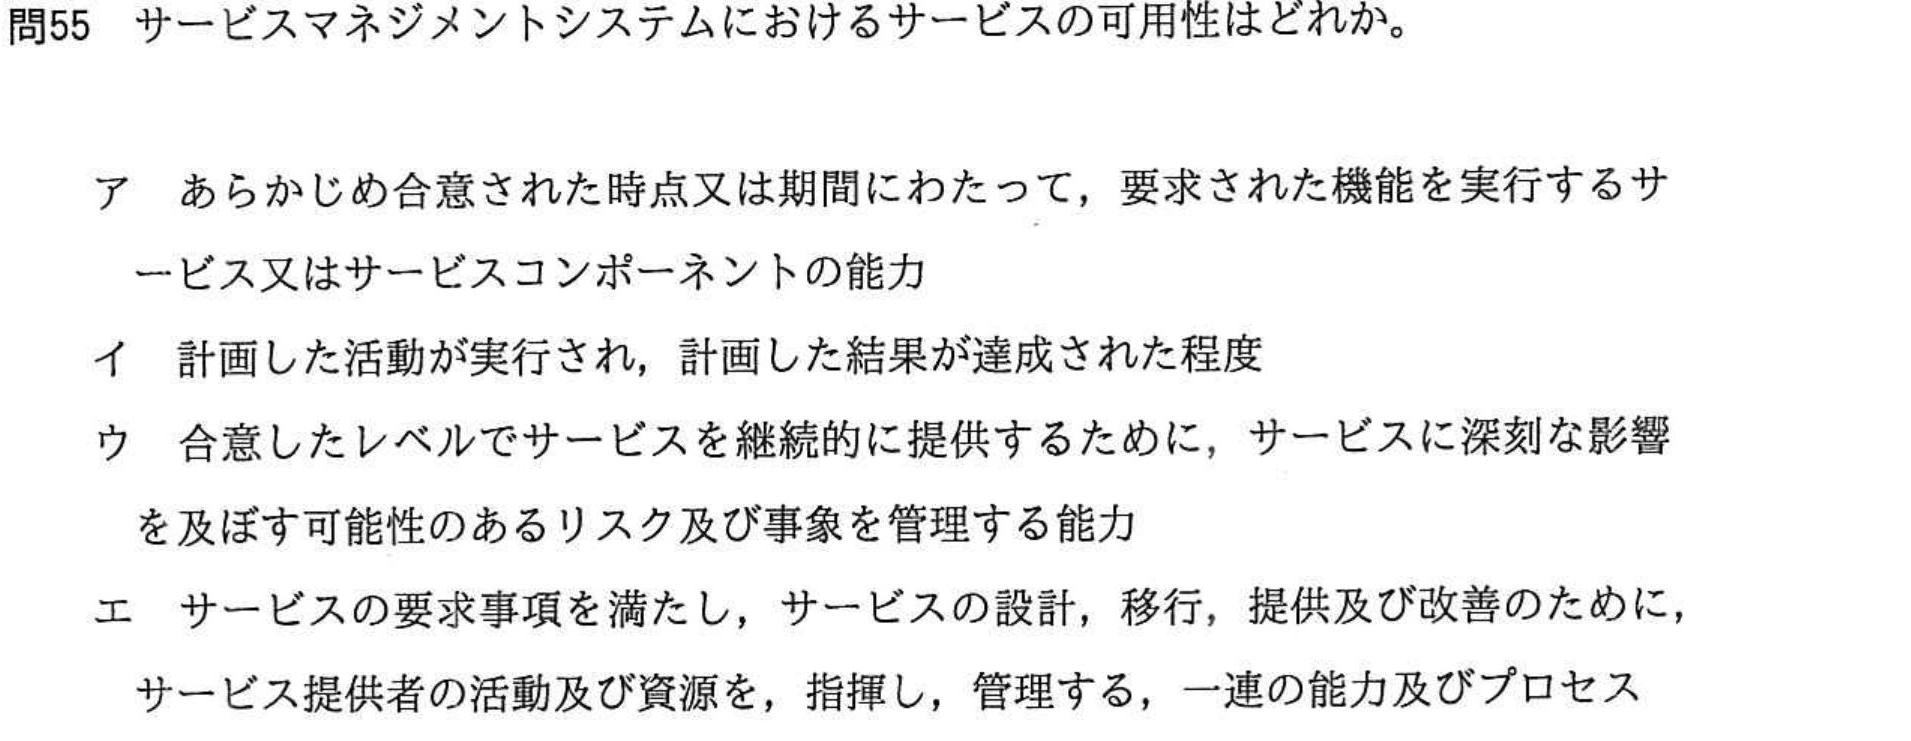 問55　サービスマネジメントシステムにおけるサービスの可用性はどれか。
ア　あらかじめ合意された時点又は期間にわたって，要求された機能を実行するサ
ービス又はサービスコンポーネントの能力
イ　計画した活動が実行され，計画した結果が達成された程度
ウ　合意したレベルでサービスを継続的に提供するために，サービスに深刻な影響
を及ぼす可能性のあるリスク及び事象を管理する能力
エ　サービスの要求事項を満たし，サービスの設計，移行，提供及び改善のために，
サービス提供者の活動及び資源を，指揮し，管理する，一連の能力及びプロセス